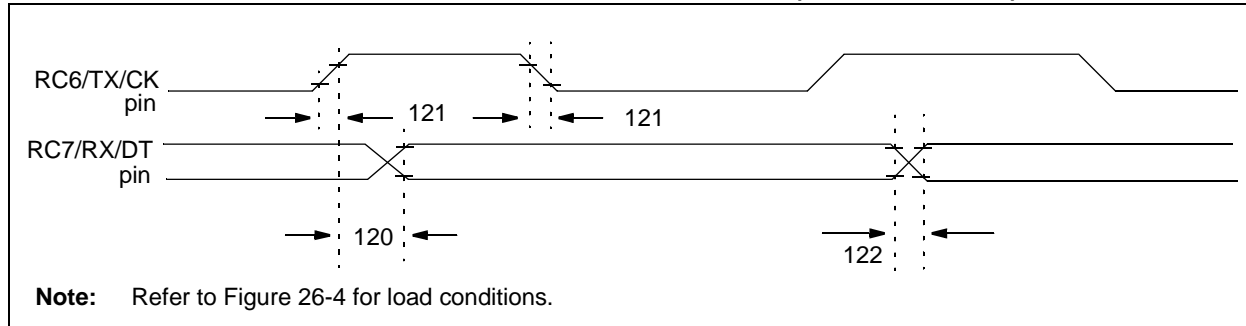 RC6/TX/CK
pin
121
121
RC7/RX/DT
pin
120
122
Note: Refer to Figure 26-4 for load conditions.